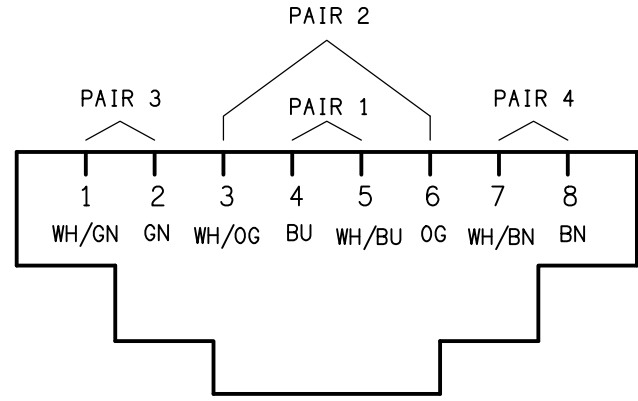 PAIR 2
PAIR 3 PAIR 1 PAIR 4
1 2 3 4 5 6 7 8
WH/GN GN WH/OG BU WH/BU OG WH/BN BN